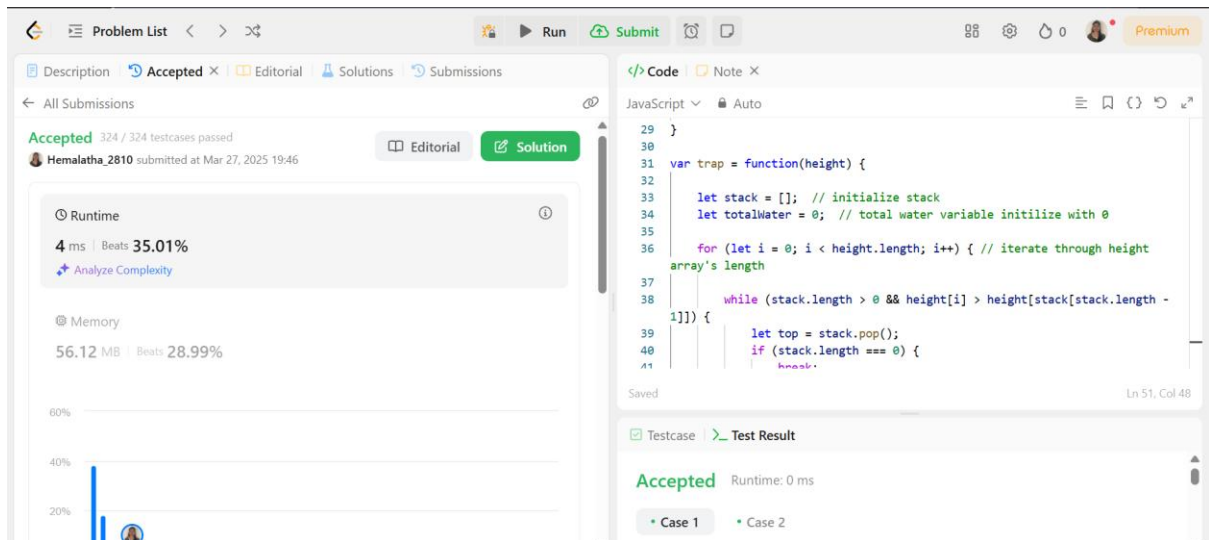 Problem List
Run
Submit
0
Premium
Description
Accepted
Editorial
Solutions
Submissions
All Submissions
Accepted 324 / 324 testcases passed
Hemalatha_2810 submitted at Mar 27, 2025 19:46
Editorial
Solution
Runtime
4 ms Beats 35.01%
Analyze Complexity
Memory
56.12 MB Beats 28.99%
60%
40%
20%
</> Code
Note
JavaScript
Auto
29 }
30
31 var trap = function(height) {
32
33 let stack = []; // initialize stack
34 let totalWater = 0; // total water variable initilize with 0
35
36 for (let i = 0; i < height.length; i++) { // iterate through height
array's length
37
38 while (stack.length > 0 && height[i] > height[stack[stack.length -
1]]) {
39 let top = stack.pop();
40 if (stack.length === 0) {
41 break;
Saved
Ln 51, Col 48
Testcase
>_ Test Result
Accepted Runtime: 0 ms
• Case 1
• Case 2